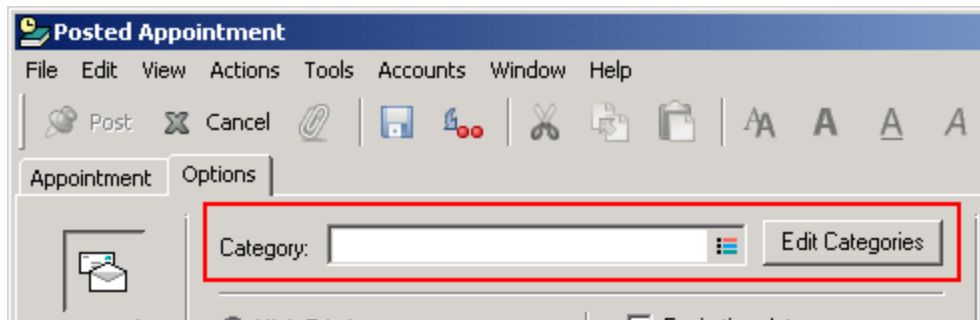 Posted Appointment
File Edit View Actions Tools Accounts Window Help
Post Cancel A A A A A
Appointment Options
Category: Edit Categories